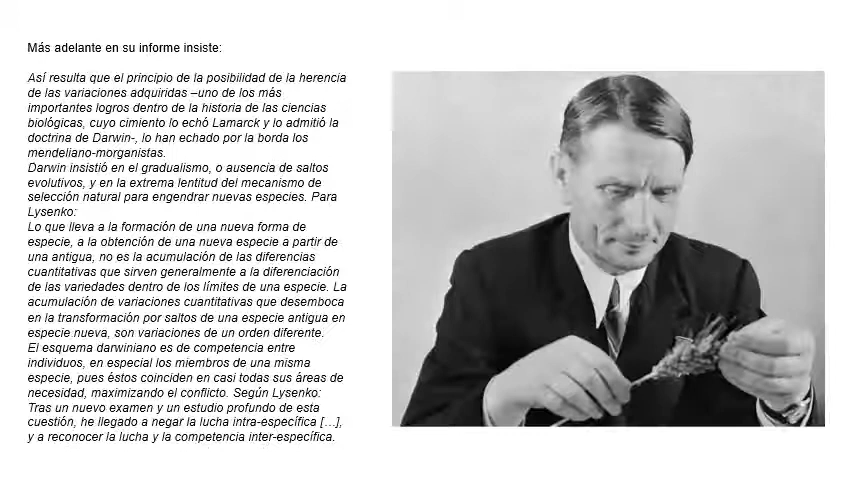 Más adelante en su informe insiste:
Así resulta que el principio de la posibilidad de la herencia
de las variaciones adquiridas –uno de los más
importantes logros dentro de la historia de las ciencias
biológicas, cuyo cimiento lo echó Lamarck y lo admitió la
doctrina de Darwin-, lo han echado por la borda los
mendeliano-morganistas.
Darwin insistió en el gradualismo, o ausencia de saltos
evolutivos, y en la extrema lentitud del mecanismo de
selección natural para engendrar nuevas especies. Para
Lysenko:
Lo que lleva a la formación de una nueva forma de
especie, a la obtención de una nueva especie a partir de
una antigua, no es la acumulación de las diferencias
cuantitativas que sirven generalmente a la diferenciación
de las variedades dentro de los límites de una especie. La
acumulación de variaciones cuantitativas que desemboca
en la transformación por saltos de una especie antigua en
especie nueva, son variaciones de un orden diferente.
El esquema darwiniano es de competencia entre
individuos, en especial los miembros de una misma
especie, pues éstos coinciden en casi todas sus áreas de
necesidad, maximizando el conflicto. Según Lysenko:
Tras un nuevo examen y un estudio profundo de esta
cuestión, he llegado a negar la lucha intra-específica […],
y a reconocer la lucha y la competencia inter-específica.